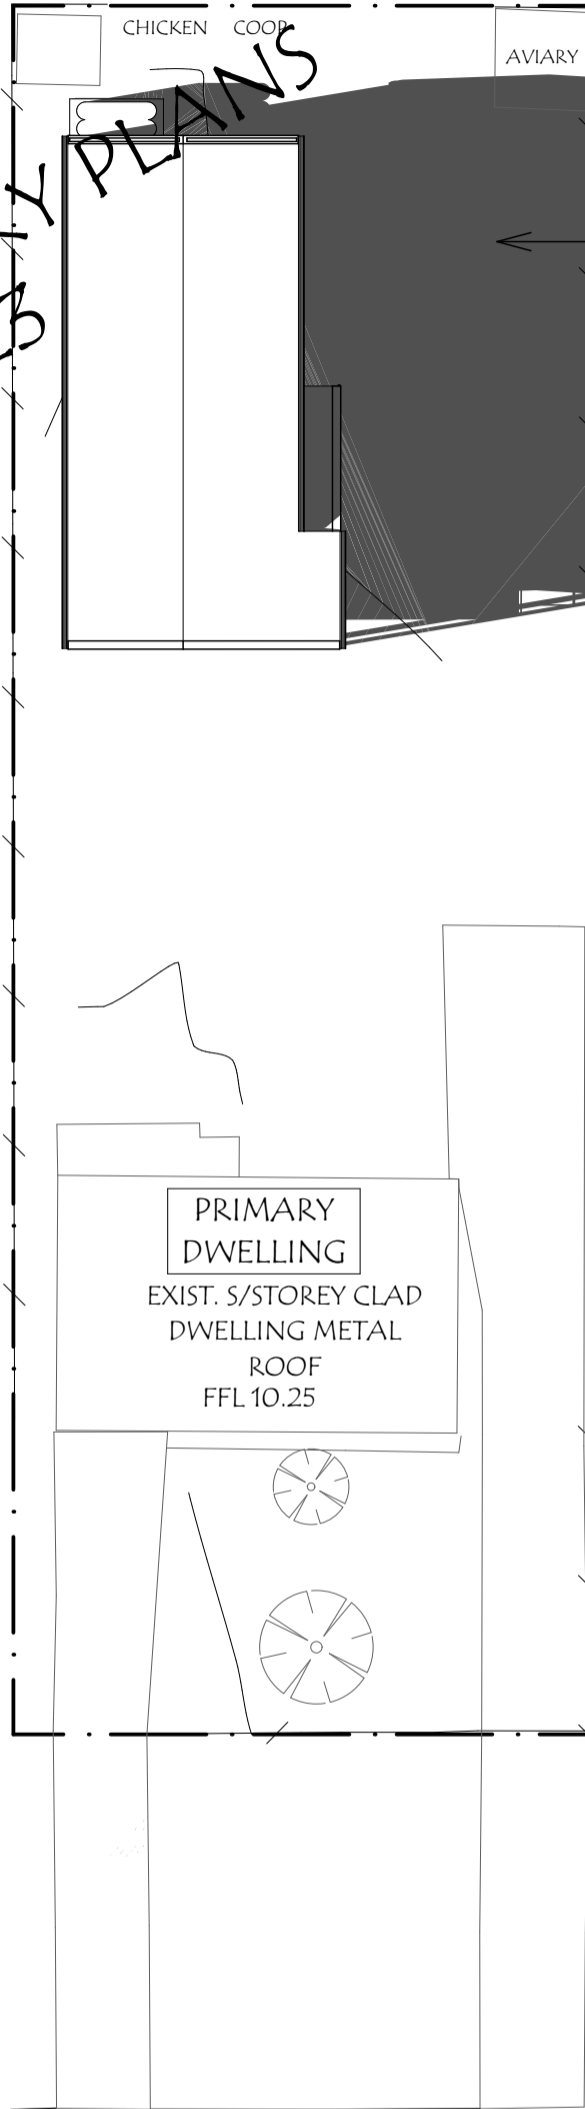 CHICKEN COOP
AVIARY
PLANS
PRIMARY
DWELLING
EXIST. S/STOREY CLAD
DWELLING METAL
ROOF
FFL 10.25